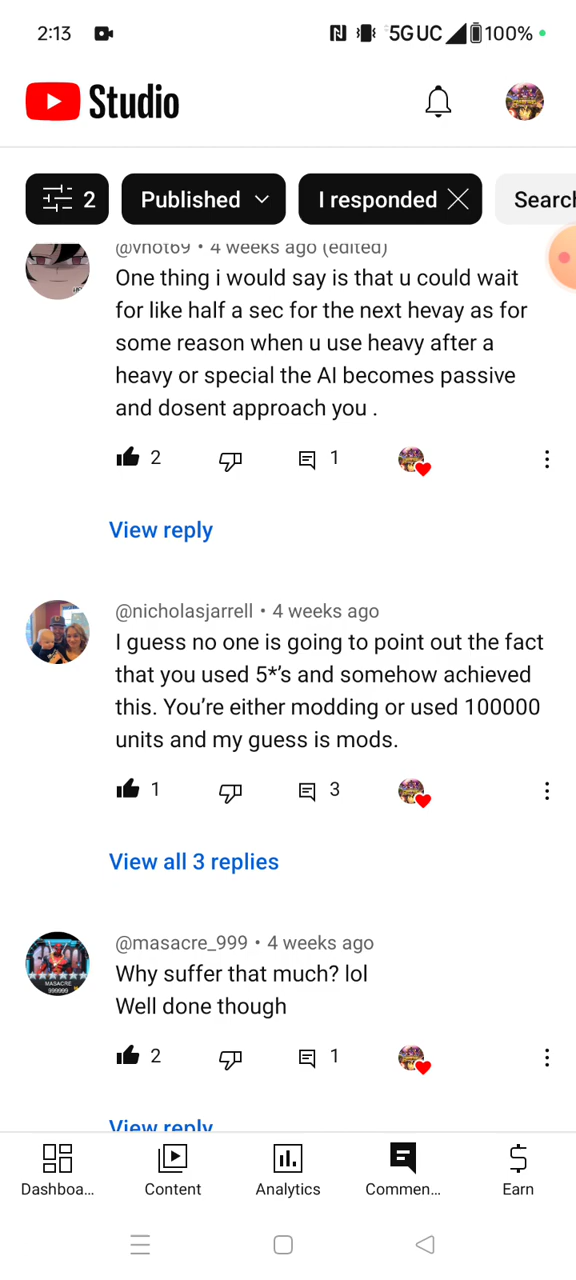 2:13
5G UC 100%
Studio
2
Published
I responded
Search
@vnot69 • 4 weeks ago (edited)
One thing i would say is that u could wait
for like half a sec for the next hevay as for
some reason when u use heavy after a
heavy or special the AI becomes passive
and dosent approach you .
2
1
View reply
@nicholasjarrell • 4 weeks ago
I guess no one is going to point out the fact
that you used 5*'s and somehow achieved
this. You're either modding or used 100000
units and my guess is mods.
1
3
View all 3 replies
@masacre_999 • 4 weeks ago
Why suffer that much? lol
Well done though
MASACRE
999999
2
1
View reply
Dashboa...
Content
Analytics
Commen...
Earn